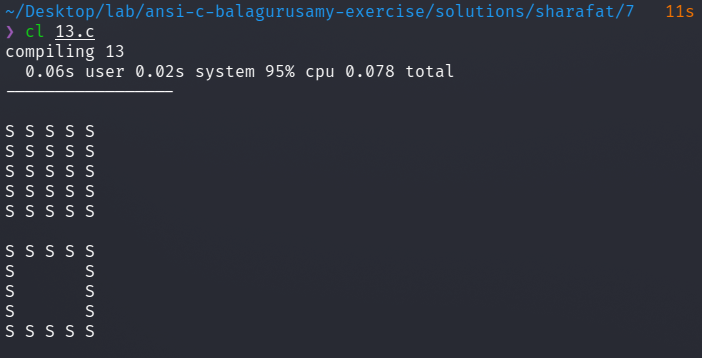 ~/Desktop/lab/ansi-c-balagurusamy-exercise/solutions/sharafat/7   11s
❯ cl 13.c
compiling 13
  0.06s user 0.02s system 95% cpu 0.078 total
-----------------

S S S S S
S S S S S
S S S S S
S S S S S
S S S S S

S S S S S
S       S
S       S
S       S
S S S S S